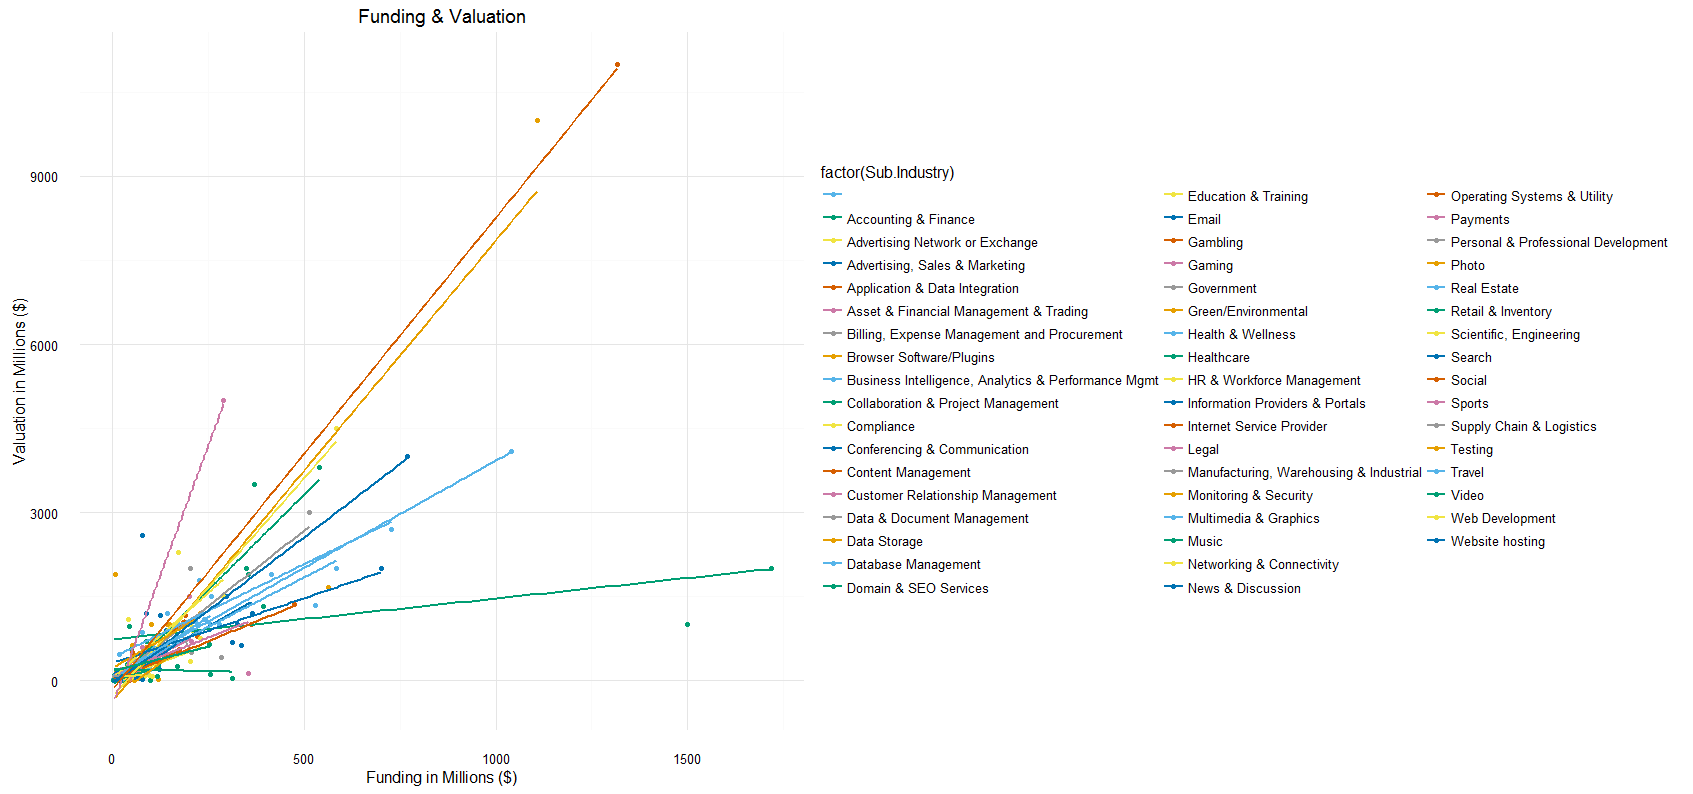 Funding & Valuation
9000
6000
3000
0
Valuation in Millions ($)
0 500 1000 1500
Funding in Millions ($)
factor(Sub.Industry)
Accounting & Finance
Advertising Network or Exchange
Advertising, Sales & Marketing
Application & Data Integration
Asset & Financial Management & Trading
Billing, Expense Management and Procurement
Browser Software/Plugins
Business Intelligence, Analytics & Performance Mgmt
Collaboration & Project Management
Compliance
Conferencing & Communication
Content Management
Customer Relationship Management
Data & Document Management
Data Storage
Database Management
Domain & SEO Services
Education & Training
Email
Gambling
Gaming
Government
Green/Environmental
Health & Wellness
Healthcare
HR & Workforce Management
Information Providers & Portals
Internet Service Provider
Legal
Manufacturing, Warehousing & Industrial
Monitoring & Security
Multimedia & Graphics
Music
Networking & Connectivity
News & Discussion
Operating Systems & Utility
Payments
Personal & Professional Development
Photo
Real Estate
Retail & Inventory
Scientific, Engineering
Search
Social
Sports
Supply Chain & Logistics
Testing
Travel
Video
Web Development
Website hosting